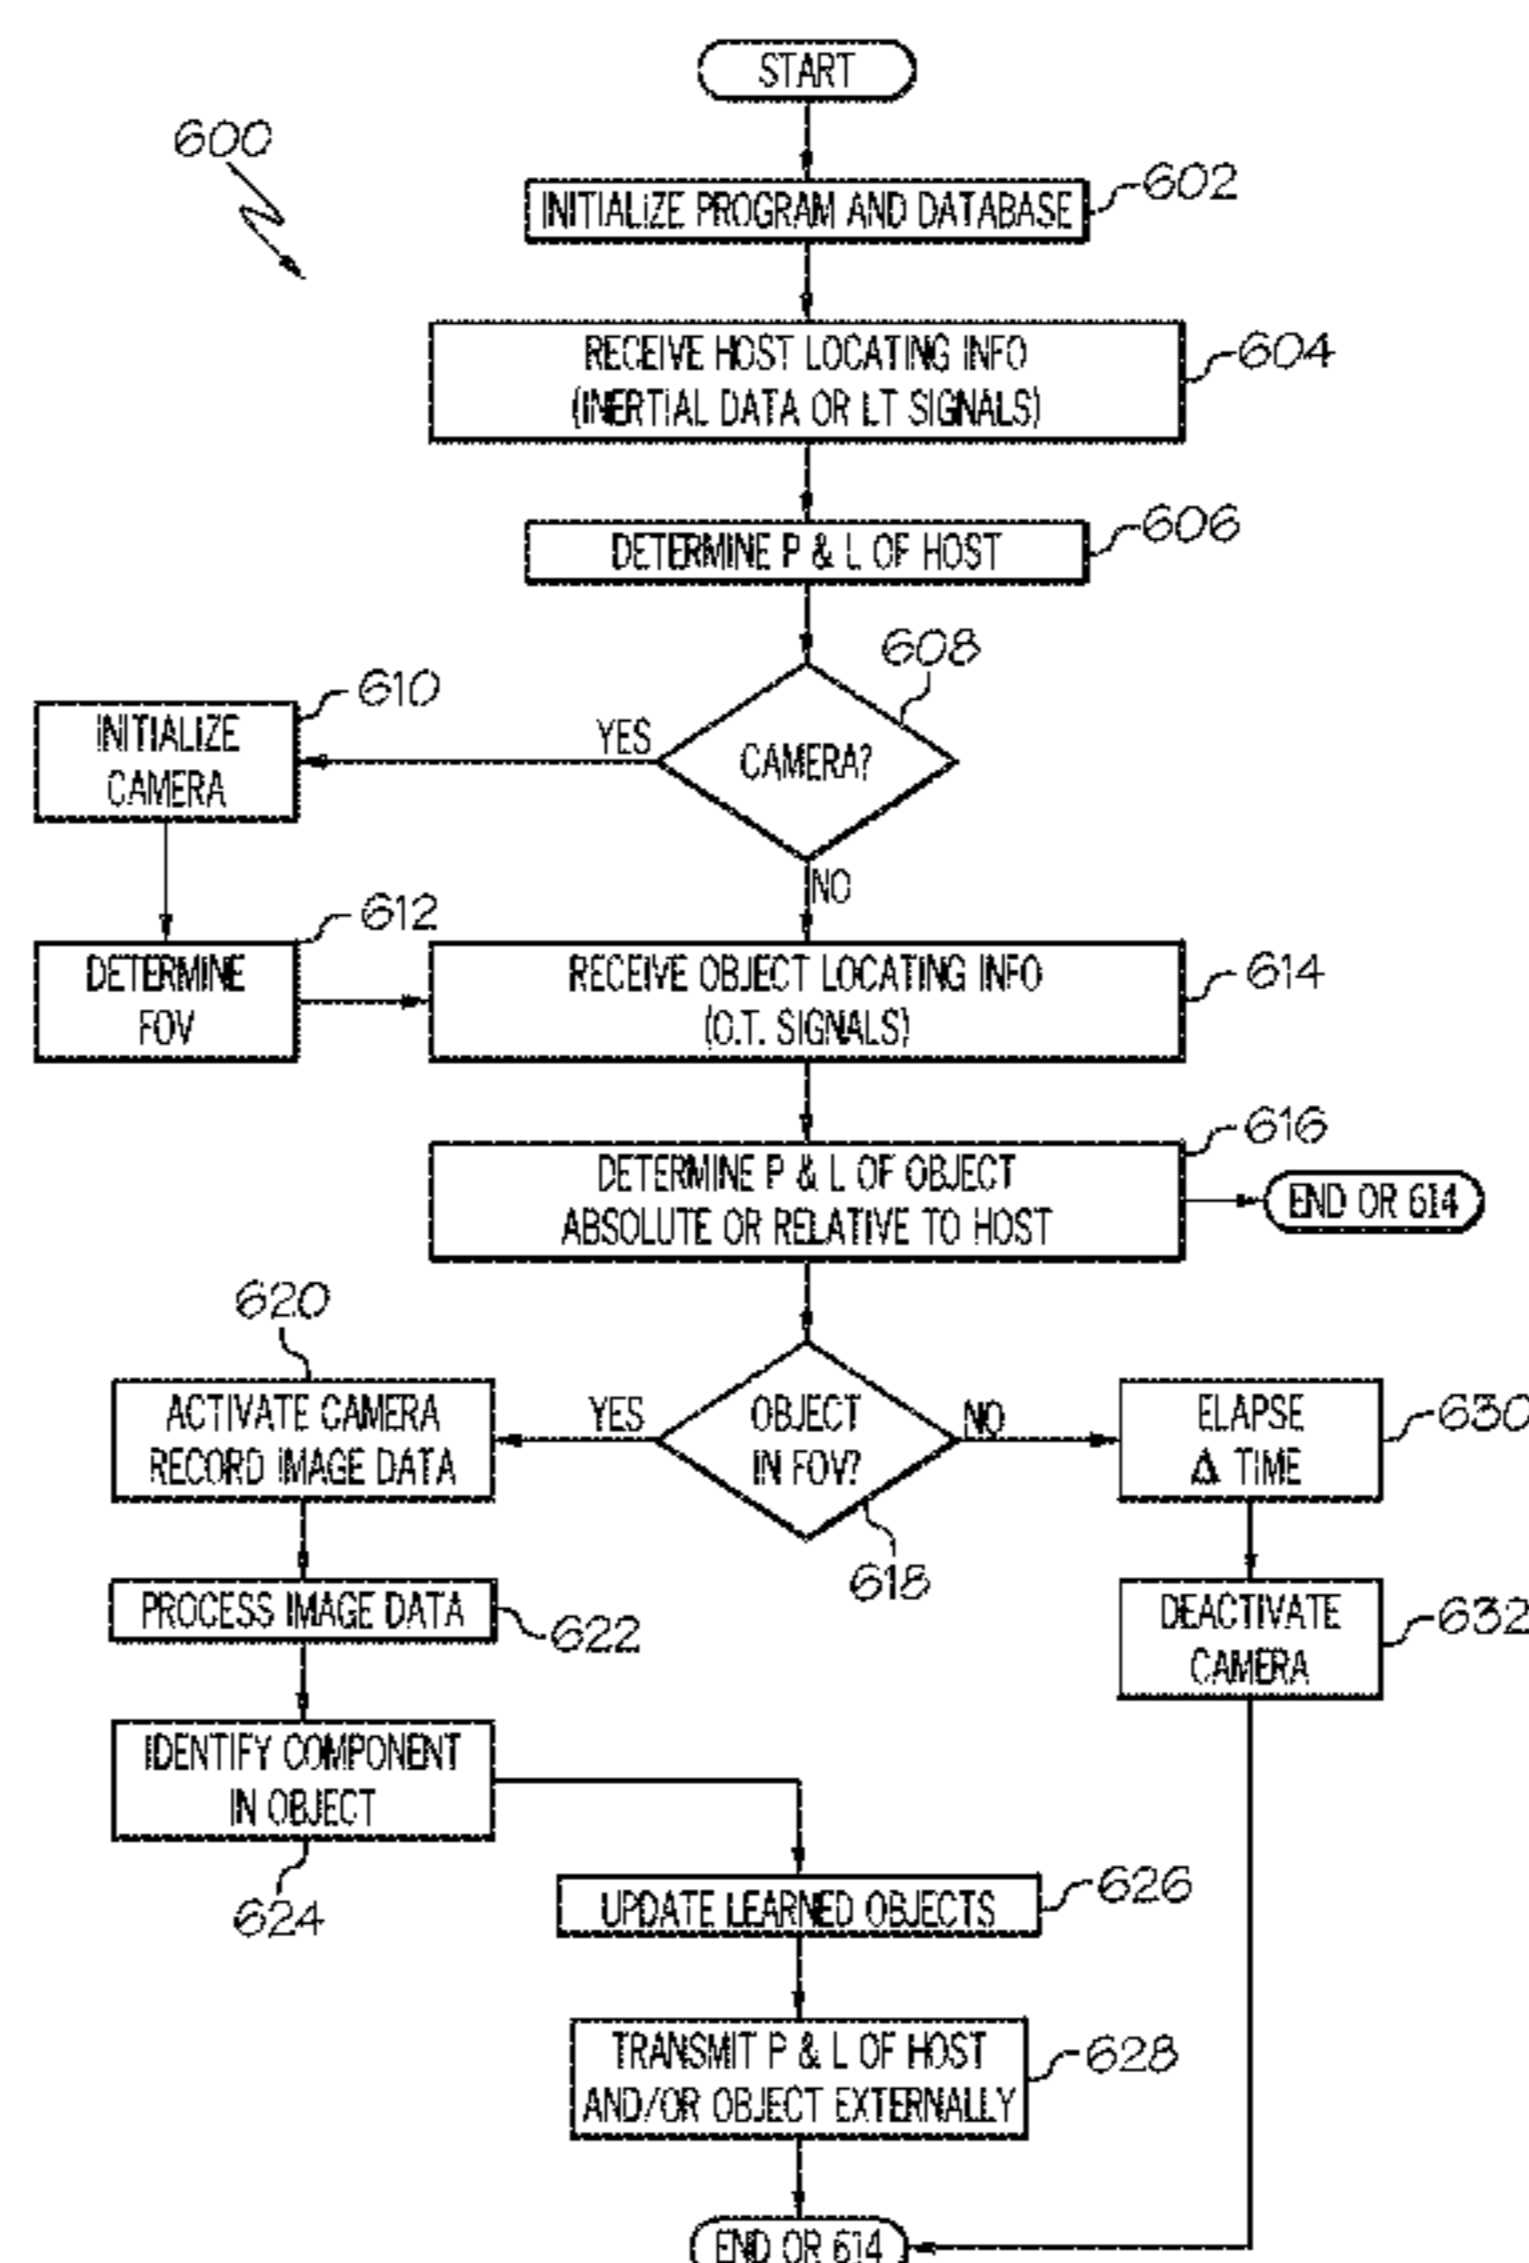 START
600
INITIALIZE PROGRAM AND DATABASE
602
RECEIVE HOST LOCATING INFO
(INERTIAL DATA OR LT SIGNALS)
604
DETERMINE P & L OF HOST
606
608
CAMERA?
YES
NO
610
INITIALIZE
CAMERA
612
DETERMINE
FOV
RECEIVE OBJECT LOCATING INFO
(O.T. SIGNALS)
614
616
DETERMINE P & L OF OBJECT
ABSOLUTE OR RELATIVE TO HOST
END OR 614
620
ACTIVATE CAMERA
RECORD IMAGE DATA
YES
OBJECT
IN FOV?
NO
618
ELAPSE
Δ TIME
630
PROCESS IMAGE DATA
622
DEACTIVATE
CAMERA
632
IDENTIFY COMPONENT
IN OBJECT
624
UPDATE LEARNED OBJECTS
626
TRANSMIT P & L OF HOST
AND/OR OBJECT EXTERNALLY
628
END OR 614